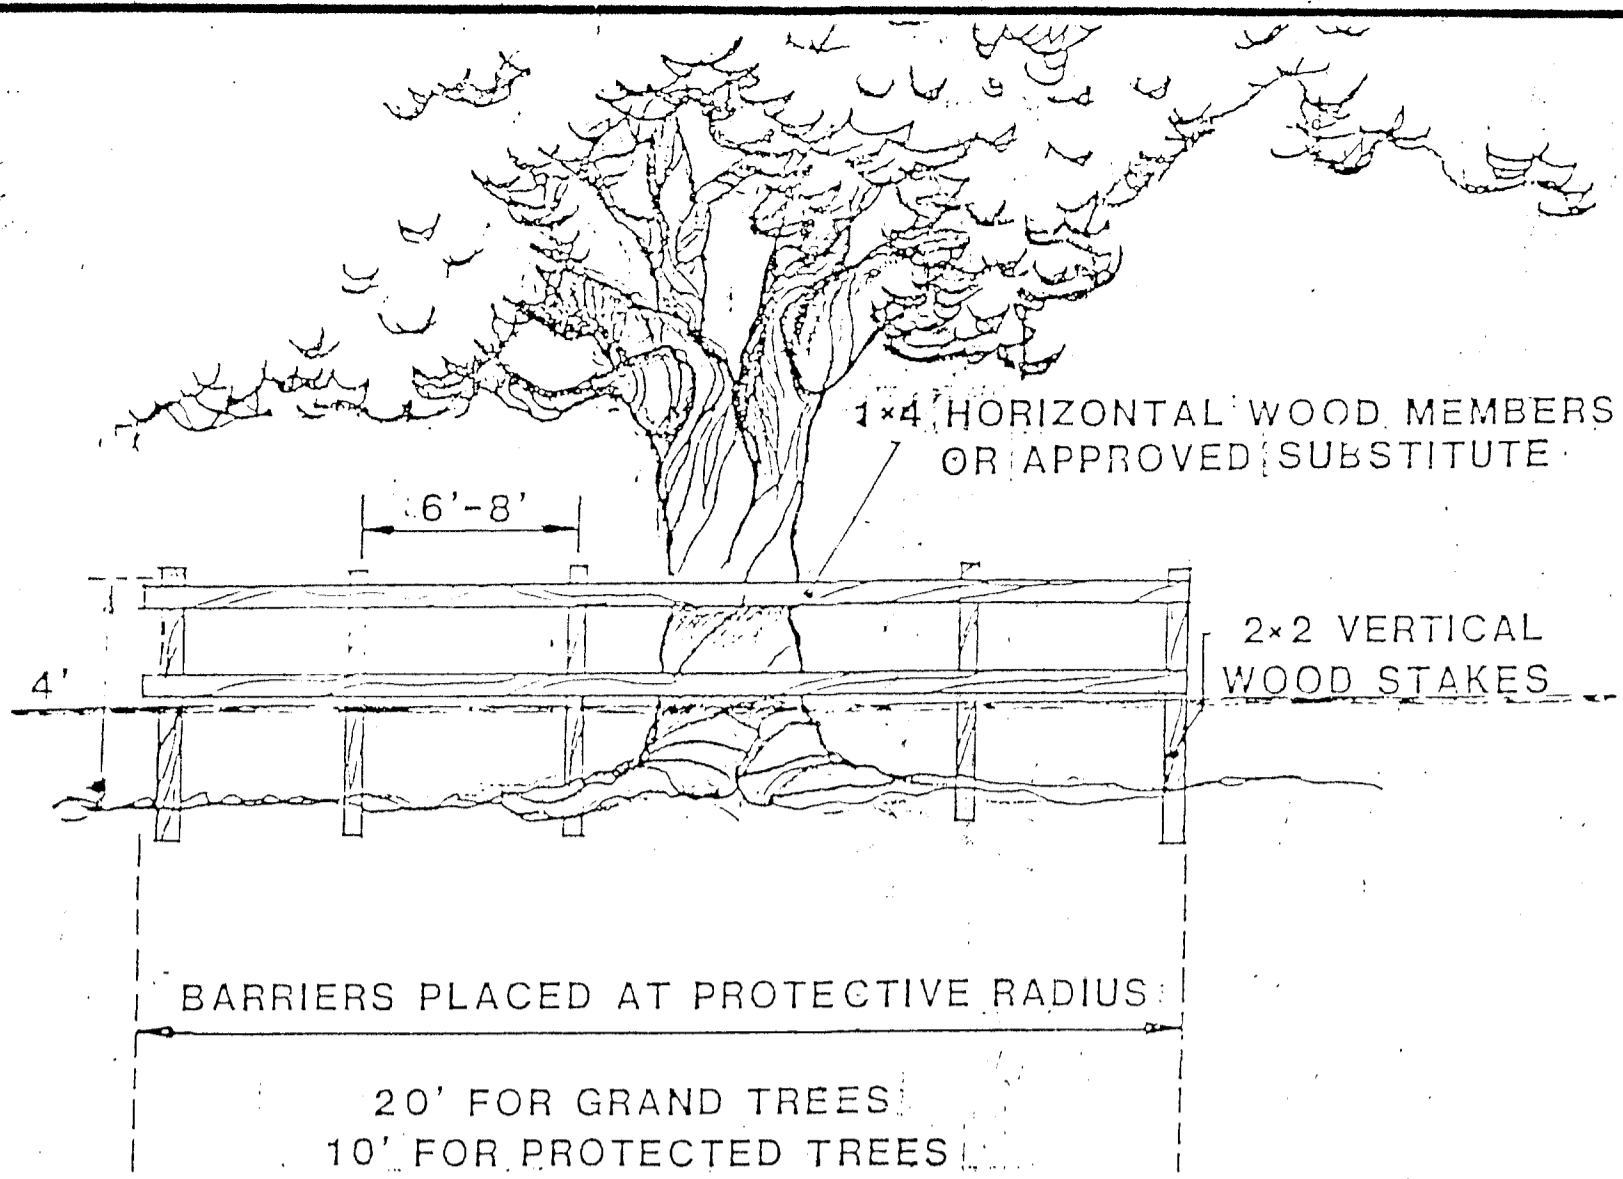 1×4 HORIZONTAL WOOD MEMBERS
OR APPROVED SUBSTITUTE
6'-8'
2×2 VERTICAL
WOOD STAKES
4'
BARRIERS PLACED AT PROTECTIVE RADIUS
20' FOR GRAND TREES
10' FOR PROTECTED TREES